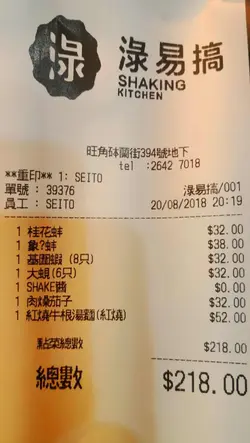 淥
淥易搞
SHAKING
KITCHEN
旺角砵蘭街394號地下
tel :2642 7018
**重印** 1: SEITO
單號 : 39376 淥易搞/001
員工 : SEITO 20/08/2018 20:19
1 桂花蚌 $32.00
1 象?蚌 $38.00
1 基圍蝦 (8只) $32.00
1 大蜆(6只) $32.00
1 SHAKE醬 $0.00
1 肉燥茄子 $32.00
1 紅燒牛根湯麵(紅燒) $52.00
點菜總數 $218.00
總數 $218.00